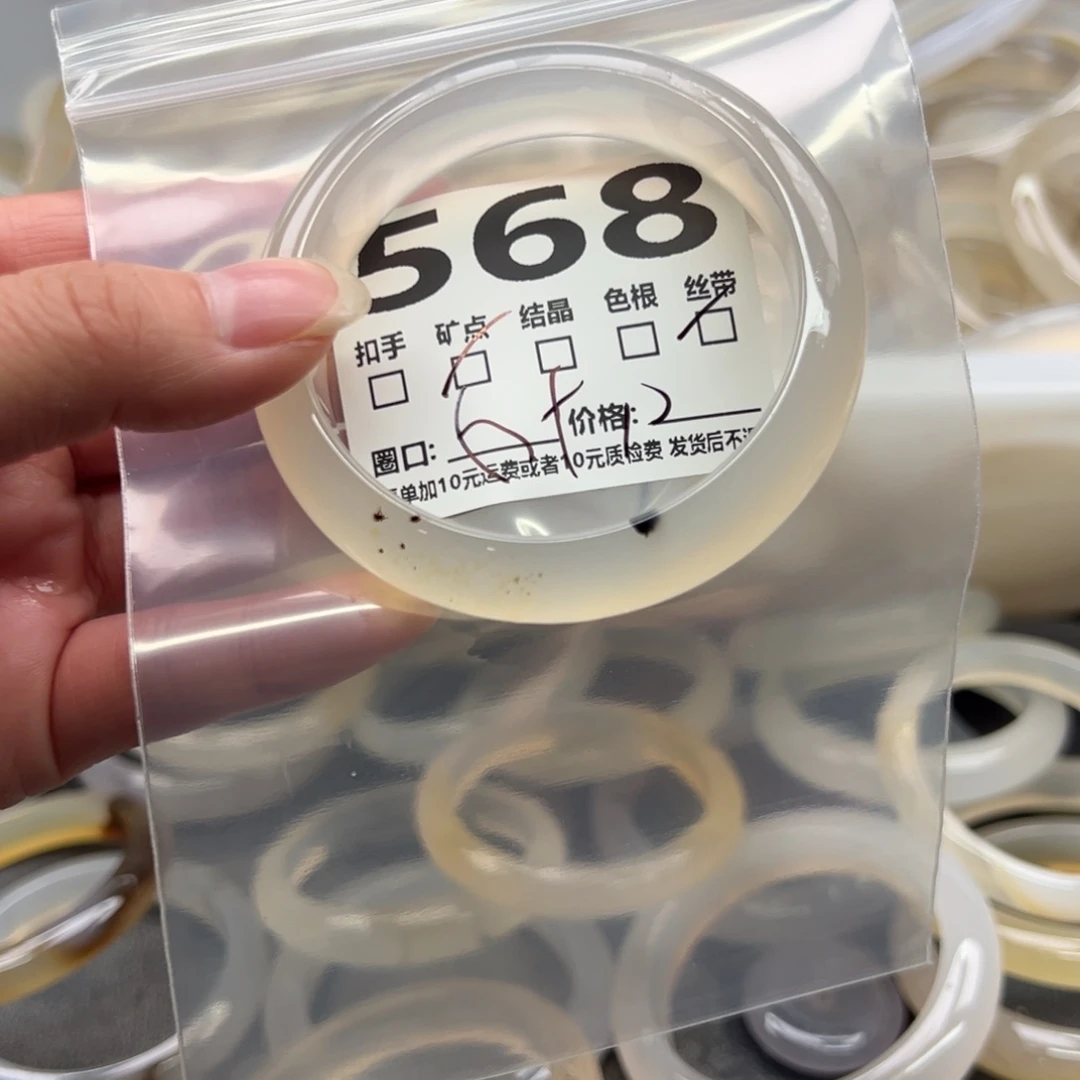 568
扣手 矿点 结晶 色根 丝带
圈口: 价格: 12
单加10元运费或者10元质检费 发货后不